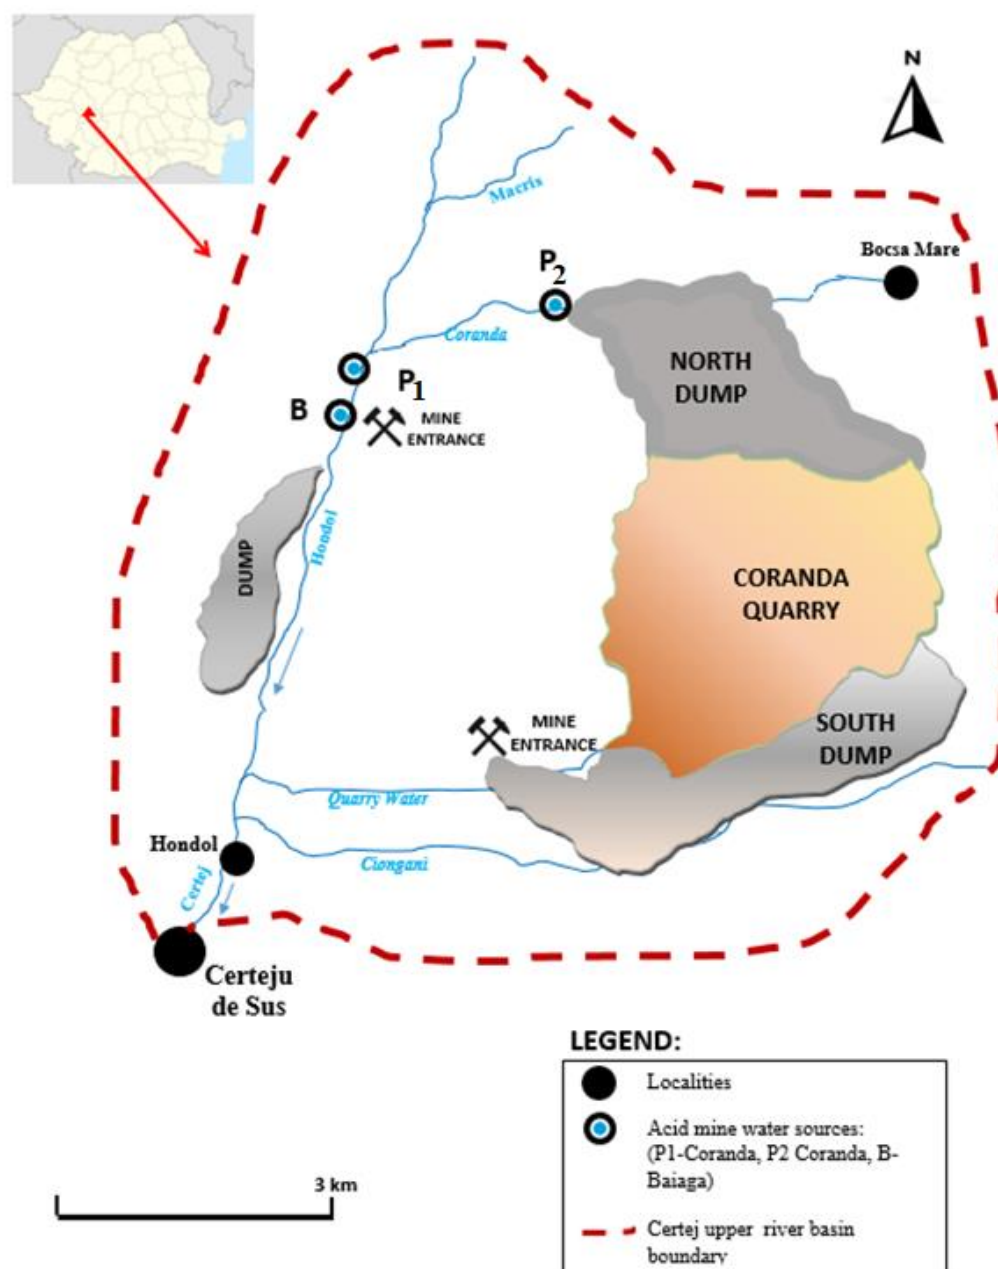 N
Macris
Bocsa Mare
P2
Coranda
NORTH
DUMP
P1
B
MINE
ENTRANCE
Hondol
DUMP
CORANDA
QUARRY
MINE
ENTRANCE
SOUTH
DUMP
Quarry Water
Hondol
Ciongani
Certej
Certeju
de Sus
LEGEND:
Localities
Acid mine water sources:
(P1-Coranda, P2 Coranda, B-
Baiaga)
3 km
Certej upper river basin
boundary